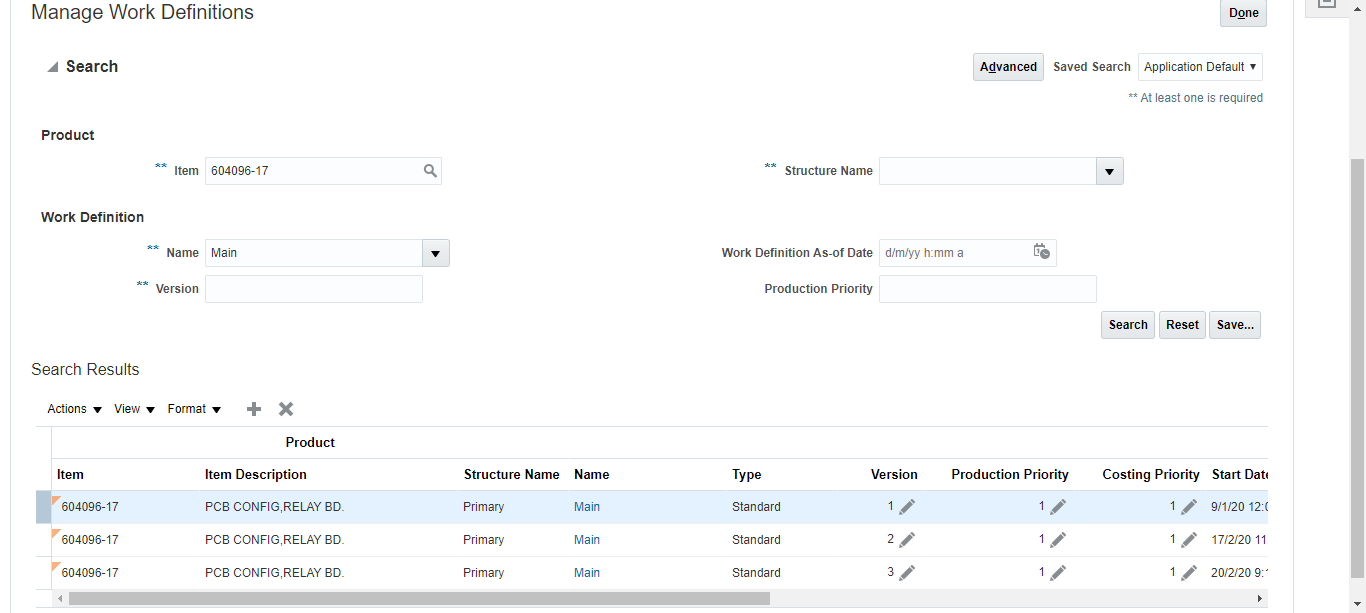 Manage Work Definitions
Done
Search
Advanced Saved Search Application Default
** At least one is required
Product
** Item 604096-17 ** Structure Name
Work Definition
** Name Main Work Definition As-of Date d/m/yy h:mm a
** Version Production Priority
Search Reset Save...
Search Results
Actions View Format
Product
Item Item Description Structure Name Name Type Version Production Priority Costing Priority Start Date
604096-17 PCB CONFIG,RELAY BD. Primary Main Standard 1 1 1 9/1/20
604096-17 PCB CONFIG,RELAY BD. Primary Main Standard 2 1 1 17/2/20 11
604096-17 PCB CONFIG,RELAY BD. Primary Main Standard 3 1 1 20/2/20